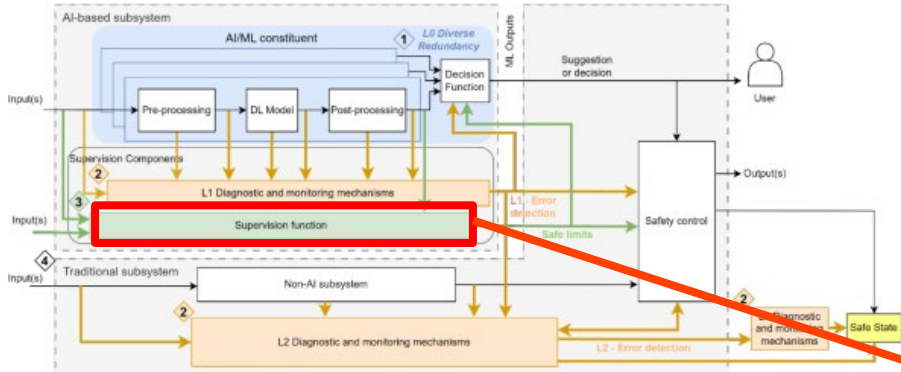 AI-based subsystem
AI/ML constituent
1
L0 Diverse
Redundancy
ML Outputs
Decision
Function
Suggestion
or decision
User
Input(s)
Pre-processing
DL Model
Post-processing
Supervision Components
2
L1 Diagnostic and monitoring mechanisms
L1 - Error
detection
3
Input(s)
Supervision function
Safe limits
Safety control
Output(s)
4
Traditional subsystem
Input(s)
Non-AI subsystem
2
L2 Diagnostic and monitoring mechanisms
L2 - Error detection
2
Diagnostic
and monitoring
mechanisms
Safe State